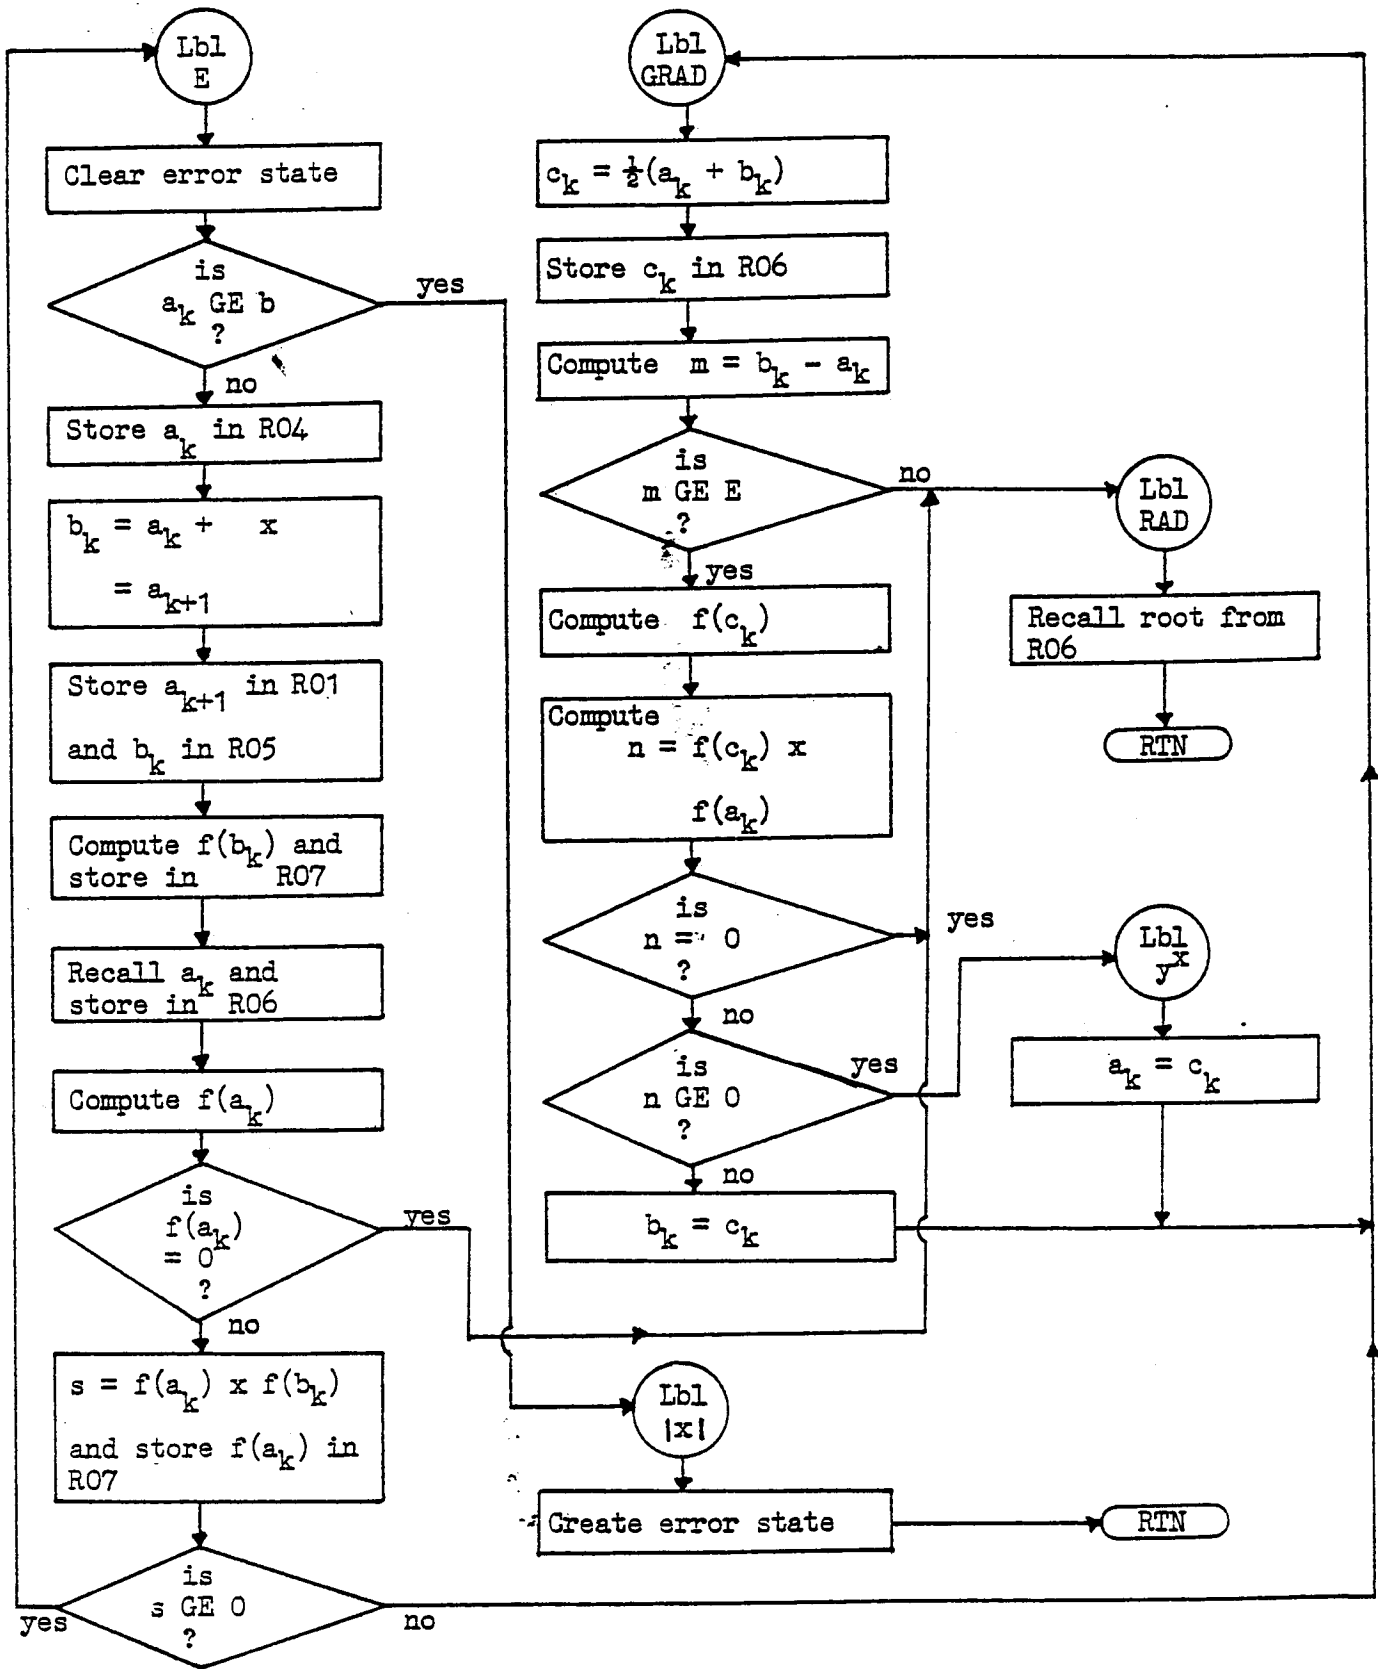 Lbl
E
Clear error state
is
a_k GE b
?
yes
no
Store a_k in R04
b_k = a_k + x
= a_k+1
Store a_k+1 in R01
and b_k in R05
Compute f(b_k) and
store in R07
Recall a_k and
store in R06
Compute f(a_k)
is
f(a_k)
= 0
?
yes
no
s = f(a_k) x f(b_k)
and store f(a_k) in
R07
is
s GE 0
?
yes
no
Lbl
GRAD
c_k = ½(a_k + b_k)
Store c_k in R06
Compute m = b_k - a_k
is
m GE E
?
no
yes
Compute f(c_k)
Compute
n = f(c_k) x
f(a_k)
is
n = 0
?
yes
no
is
n GE 0
?
yes
no
b_k = c_k
Lbl
|x|
Create error state
RTN
Lbl
RAD
Recall root from
R06
RTN
Lbl
y^x
a_k = c_k